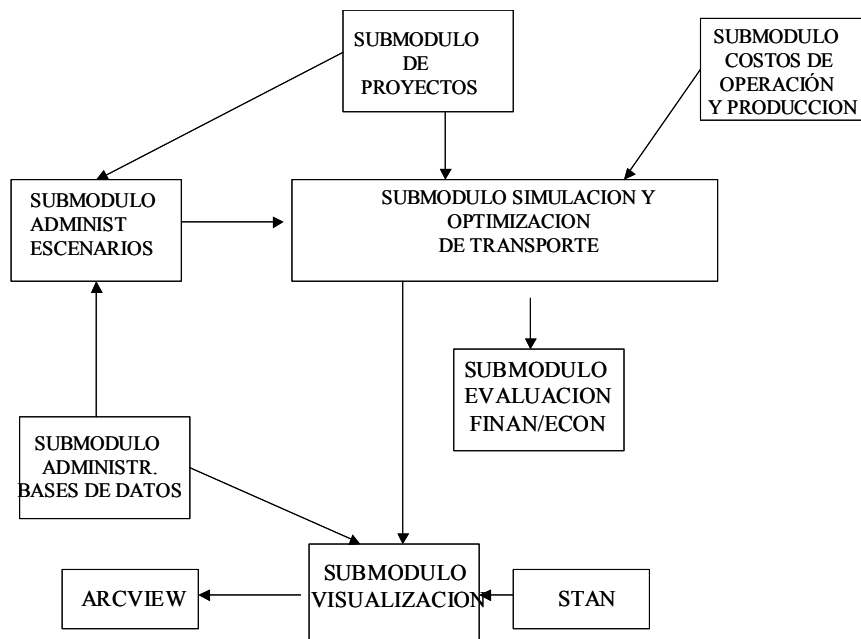 SUBMODULO
DE
PROYECTOS
SUBMODULO
COSTOS DE
OPERACIÓN
Y PRODUCCION
SUBMODULO
ADMINIST
ESCENARIOS
SUBMODULO SIMULACION Y
OPTIMIZACION
DE TRANSPORTE
SUBMODULO
EVALUACION
FINAN/ECON
SUBMODULO
ADMINISTR.
BASES DE DATOS
SUBMODULO
VISUALIZACION
ARCVIEW
STAN